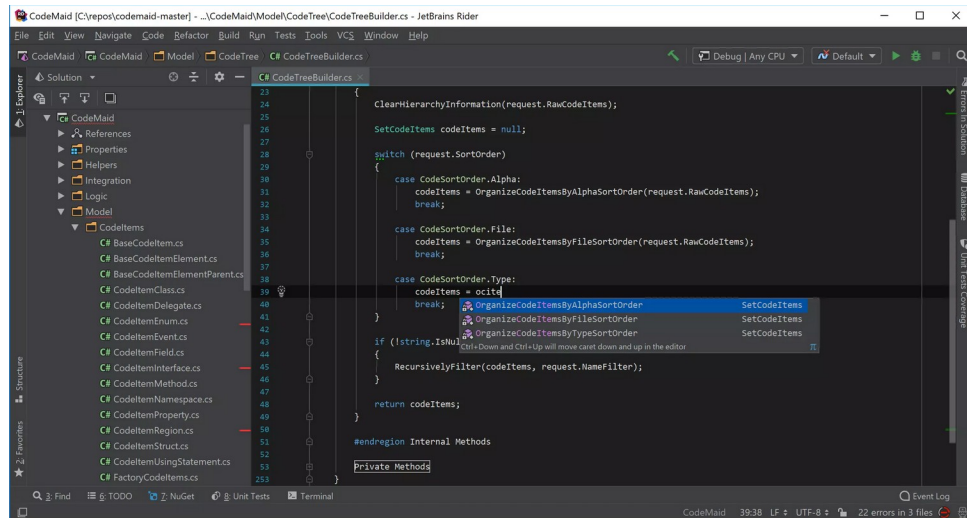 CodeMaid [C:\repos\codemaid-master] - ...\CodeMaid\Model\CodeTree\CodeTreeBuilder.cs - JetBrains Rider
File Edit View Navigate Code Refactor Build Run Tests Tools VCS Window Help
CodeMaid CodeMaid Model CodeTree C# CodeTreeBuilder.cs Debug | Any CPU Default
1: Explorer
Solution
C# CodeTreeBuilder.cs
CodeMaid
References
Properties
Helpers
Integration
Logic
Model
CodeItems
C# BaseCodeItem.cs
C# BaseCodeItemElement.cs
C# BaseCodeItemElementParent.cs
C# CodeItemClass.cs
C# CodeItemDelegate.cs
C# CodeItemEnum.cs
C# CodeItemEvent.cs
C# CodeItemField.cs
C# CodeItemInterface.cs
C# CodeItemMethod.cs
C# CodeItemNamespace.cs
C# CodeItemProperty.cs
C# CodeItemRegion.cs
C# CodeItemStruct.cs
C# CodeItemUsingStatement.cs
C# FactoryCodeItems.cs
Structure
2: Favorites
23 {
24 ClearHierarchyInformation(request.RawCodeItems);
25
26 SetCodeItems codeItems = null;
27
28 switch (request.SortOrder)
29 {
30 case CodeSortOrder.Alpha:
31 codeItems = OrganizeCodeItemsByAlphaSortOrder(request.RawCodeItems);
32 break;
33
34 case CodeSortOrder.File:
35 codeItems = OrganizeCodeItemsByFileSortOrder(request.RawCodeItems);
36 break;
37
38 case CodeSortOrder.Type:
39 codeItems = ocite
40 break;
41 }
42
43 if (!string.IsNul
44 {
45 RecursivelyFilter(codeItems, request.NameFilter);
46 }
47
48 return codeItems;
49 }
50
51 #endregion Internal Methods
52
53 Private Methods
253 }
OrganizeCodeItemsByAlphaSortOrder SetCodeItems
OrganizeCodeItemsByFileSortOrder SetCodeItems
OrganizeCodeItemsByTypeSortOrder SetCodeItems
Ctrl+Down and Ctrl+Up will move caret down and up in the editor π
Errors In Solution
Database
Unit Tests Coverage
3: Find 6: TODO 7: NuGet 8: Unit Tests Terminal Event Log
CodeMaid 39:38 LF UTF-8 22 errors in 3 files